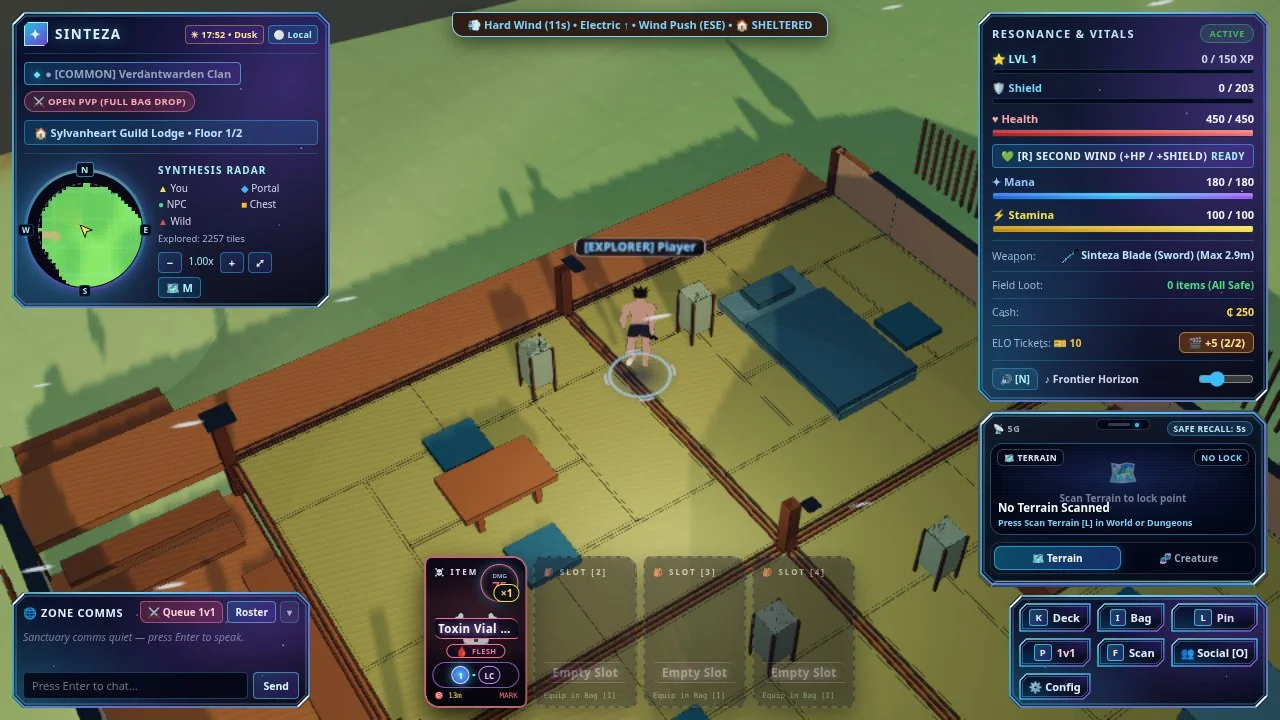 💨 Hard Wind (11s) • Electric ↑ • Wind Push (ESE) • 🏠 SHELTERED
SINTEZA
☀ 17:52 • Dusk
Local
◆ ● [COMMON] Verdantwarden Clan
⚔ OPEN PVP (FULL BAG DROP)
🏠 Sylvanheart Guild Lodge • Floor 1/2
N
W
E
S
SYNTHESIS RADAR
▲ You
◆ Portal
● NPC
■ Chest
▲ Wild
Explored: 2257 tiles
−
1.00x
+
⤢
🗺️ M
[EXPLORER] Player
RESONANCE & VITALS
ACTIVE
⭐ LVL 1
0 / 150 XP
🛡️ Shield
0 / 203
♥ Health
450 / 450
💚 [R] SECOND WIND (+HP / +SHIELD) READY
✦ Mana
180 / 180
⚡ Stamina
100 / 100
Weapon:
Sinteza Blade (Sword) (Max 2.9m)
Field Loot:
0 items (All Safe)
Cash:
₵ 250
ELO Tickets: 🎫 10
🎬 +5 (2/2)
🔊 [N]
♪ Frontier Horizon
📡 5G
SAFE RECALL: 5s
🗺️ TERRAIN
NO LOCK
Scan Terrain to lock point
No Terrain Scanned
Press Scan Terrain [L] in World or Dungeons
🗺️ Terrain
🧬 Creature
K Deck
I Bag
L Pin
P 1v1
F Scan
👥 Social [O]
⚙️ Config
🌐 ZONE COMMS
⚔ Queue 1v1
Roster
▼
Sanctuary comms quiet — press Enter to speak.
Press Enter to chat...
Send
☠ ITEM
DMG
×1
Toxin Vial ...
🩸 FLESH
1 - LC
🎯 13m
MARK
🎒 SLOT [2]
Empty Slot
Equip in Bag [I]
🎒 SLOT [3]
Empty Slot
Equip in Bag [I]
🎒 SLOT [4]
Empty Slot
Equip in Bag [I]